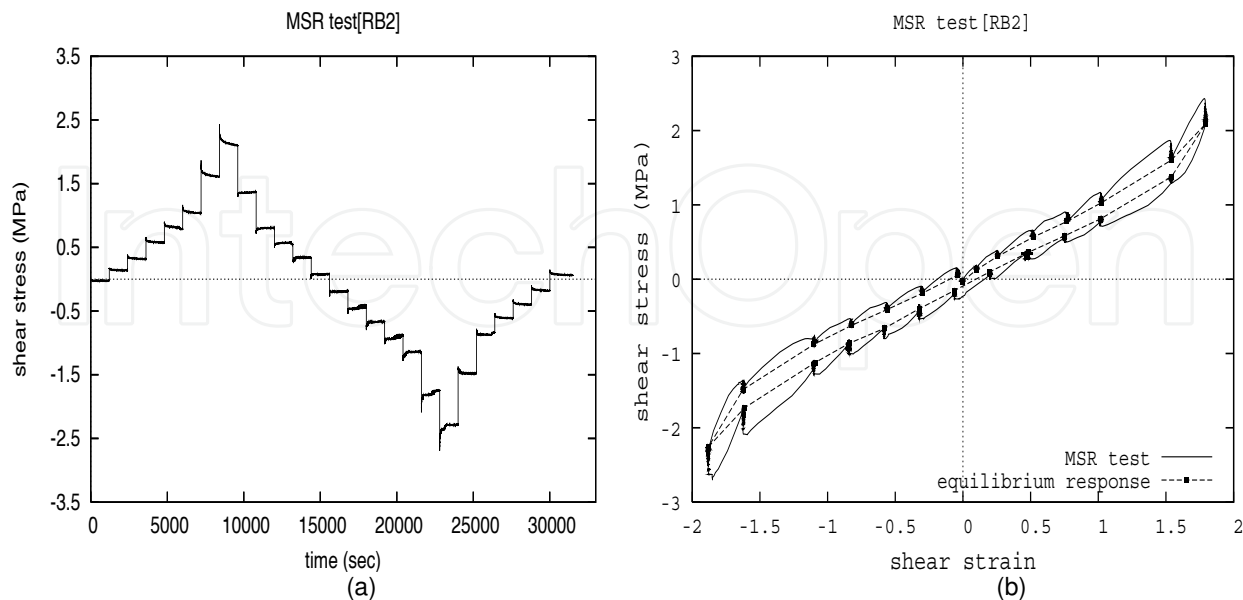 MSR test[RB2]
3.5
2.5
1.5
0.5
-0.5
-1.5
-2.5
-3.5
shear stress (MPa)
0 5000 10000 15000 20000 25000 30000
time (sec)
(a)
MSR test[RB2]
3
2
1
0
-1
-2
-3
shear stress (MPa)
MSR test
equilibrium response
-2 -1.5 -1 -0.5 0 0.5 1 1.5 2
shear strain
(b)
IntechOpen